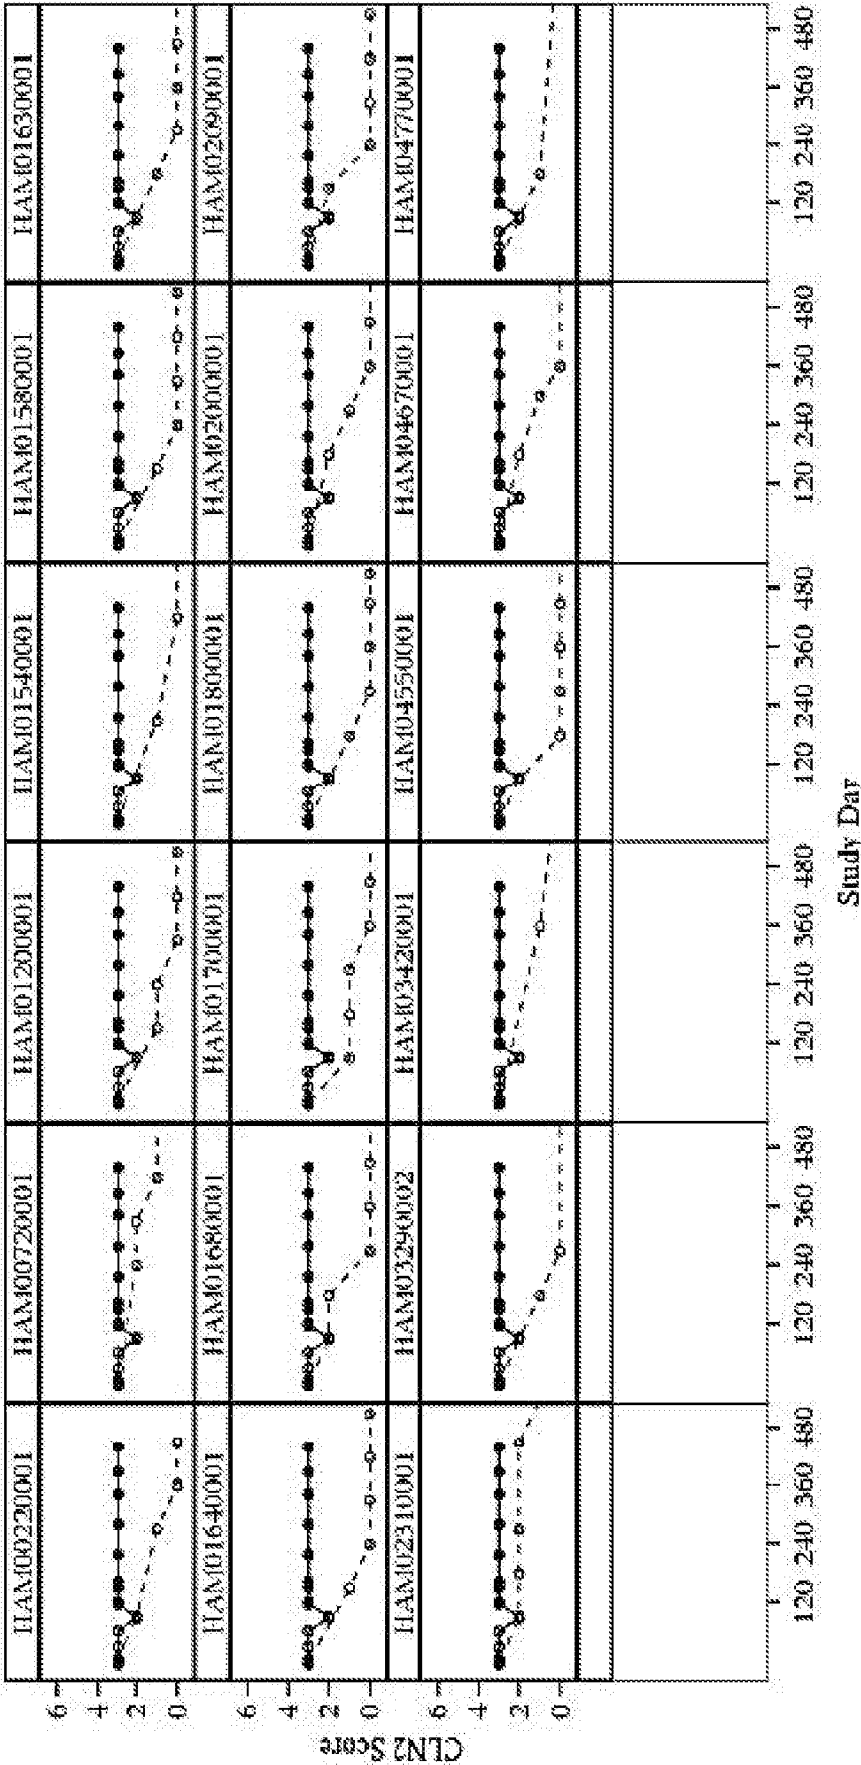 HAM00220001 HAM00720001 HAM01200001 HAM01540001 HAM01580001 HAM01630001
6
4
2
0
HAM01640001 HAM01680001 HAM01700001 HAM01800001 HAM02000001 HAM02090001
6
4
2
0
HAM02310001 HAM03290002 HAM03420001 HAM04550001 HAM04670001 HAM04770001
6
4
2
0
CLN2 Score
120 240 360 480 120 240 360 480 120 240 360 480 120 240 360 480 120 240 360 480 120 240 360 480
Study Day